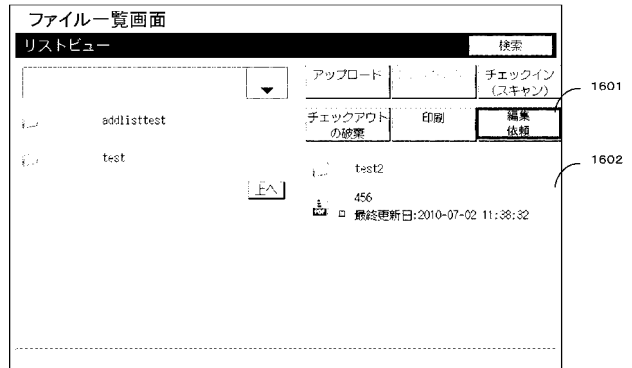 ファイル一覧画面
リストビュー
検索
アップロード
チェックイン
(スキャン)
1601
チェックアウト
の破棄
印刷
編集
依頼
addlisttest
test
上へ
1602
test2
456
最終更新日:2010-07-02 11:38:32